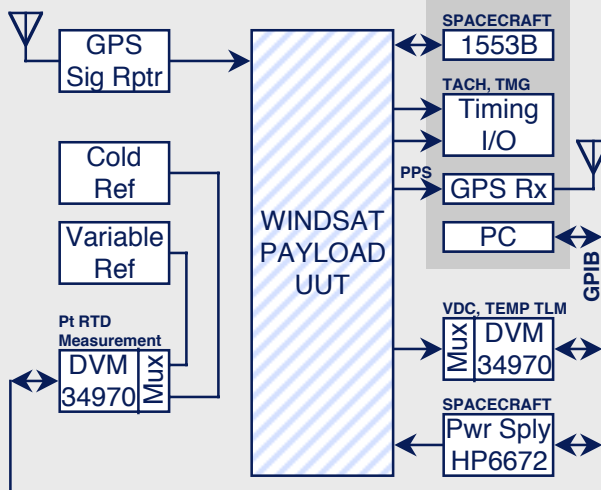 GPS
Sig Rptr
Cold
Ref
Variable
Ref
Pt RTD
Measurement
DVM
34970
Mux
WINDSAT
PAYLOAD
UUT
SPACECRAFT
1553B
TACH, TMG
Timing
I/O
PPS
GPS Rx
PC
GPIB
VDC, TEMP TLM
Mux
DVM
34970
SPACECRAFT
Pwr Sply
HP6672